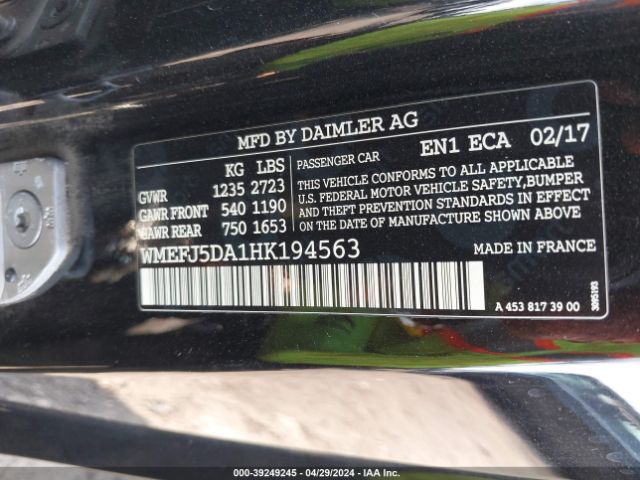 MFD BY DAIMLER AG EN1 ECA 02/17
KG LBS
GVWR 1235 2723
GAWR FRONT 540 1190
GAWR REAR 750 1653
PASSENGER CAR
THIS VEHICLE CONFORMS TO ALL APPLICABLE
U.S. FEDERAL MOTOR VEHICLE SAFETY,BUMPER
AND THEFT PREVENTION STANDARDS IN EFFECT
ON THE DATE OF MANUFACTURE SHOWN ABOVE
WMEFJ5DA1HK194563 MADE IN FRANCE
A 453 817 39 00
3095193
000-39249245 - 04/29/2024 - IAA Inc.